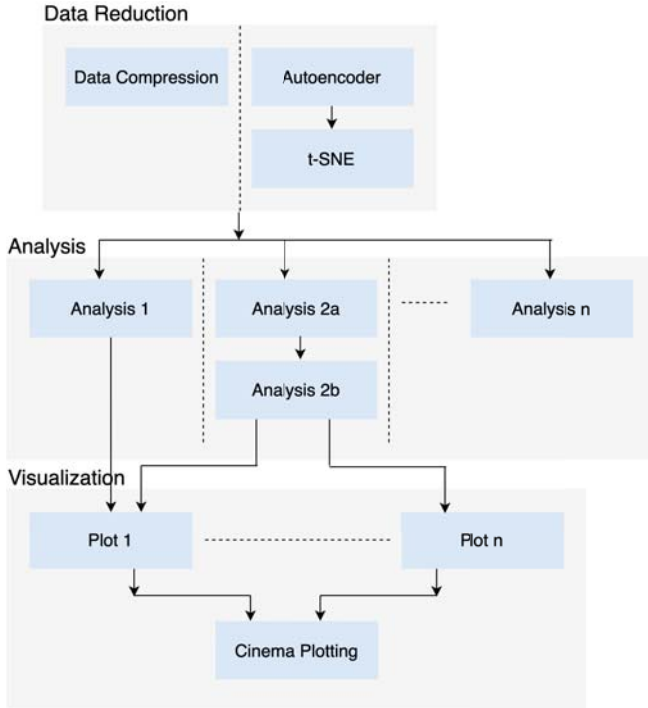 Data Reduction
Data Compression
Autoencoder
t-SNE
Analysis
Analysis 1
Analysis 2a
Analysis n
Analysis 2b
Visualization
Plot 1
Plot n
Cinema Plotting